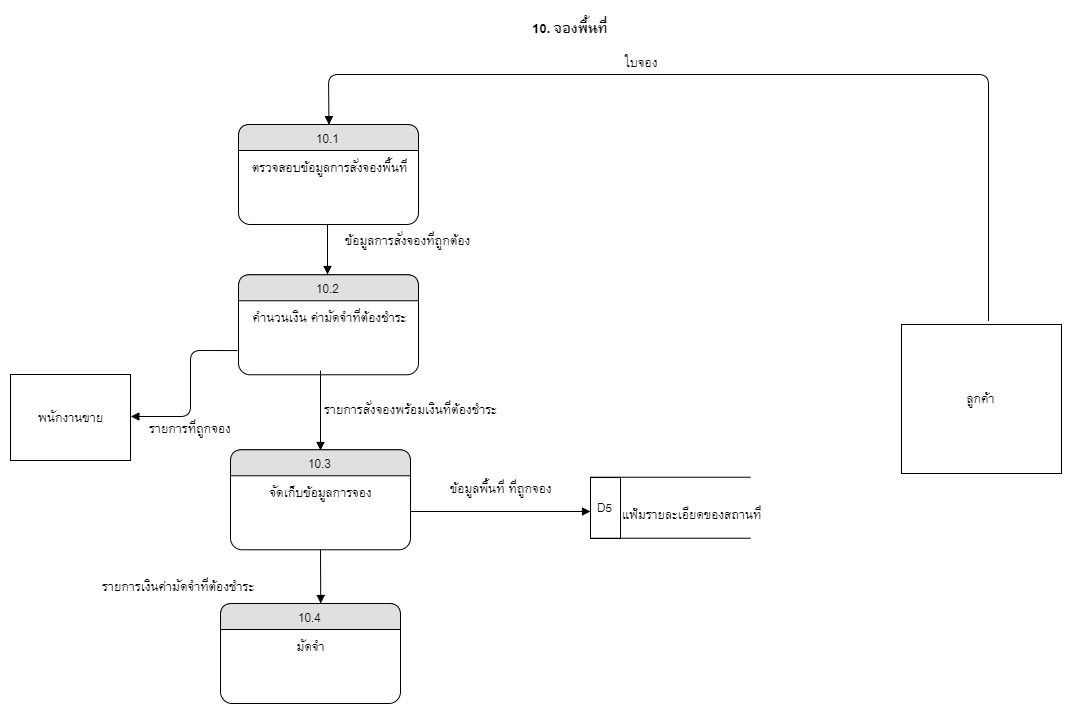 10. จองพื้นที่
ใบจอง
10.1
ตรวจสอบข้อมูลการสั่งจองพื้นที่
ข้อมูลการสั่งจองที่ถูกต้อง
10.2
คำนวนเงิน ค่ามัดจำที่ต้องชำระ
ลูกค้า
พนักงานขาย
รายการที่ถูกจอง
รายการสั่งจองพร้อมเงินที่ต้องชำระ
10.3
จัดเก็บข้อมูลการจอง
ข้อมูลพื้นที่ ที่ถูกจอง
D5
แฟ้มรายละเอียดของสถานที่
รายการเงินค่ามัดจำที่ต้องชำระ
10.4
มัดจำ